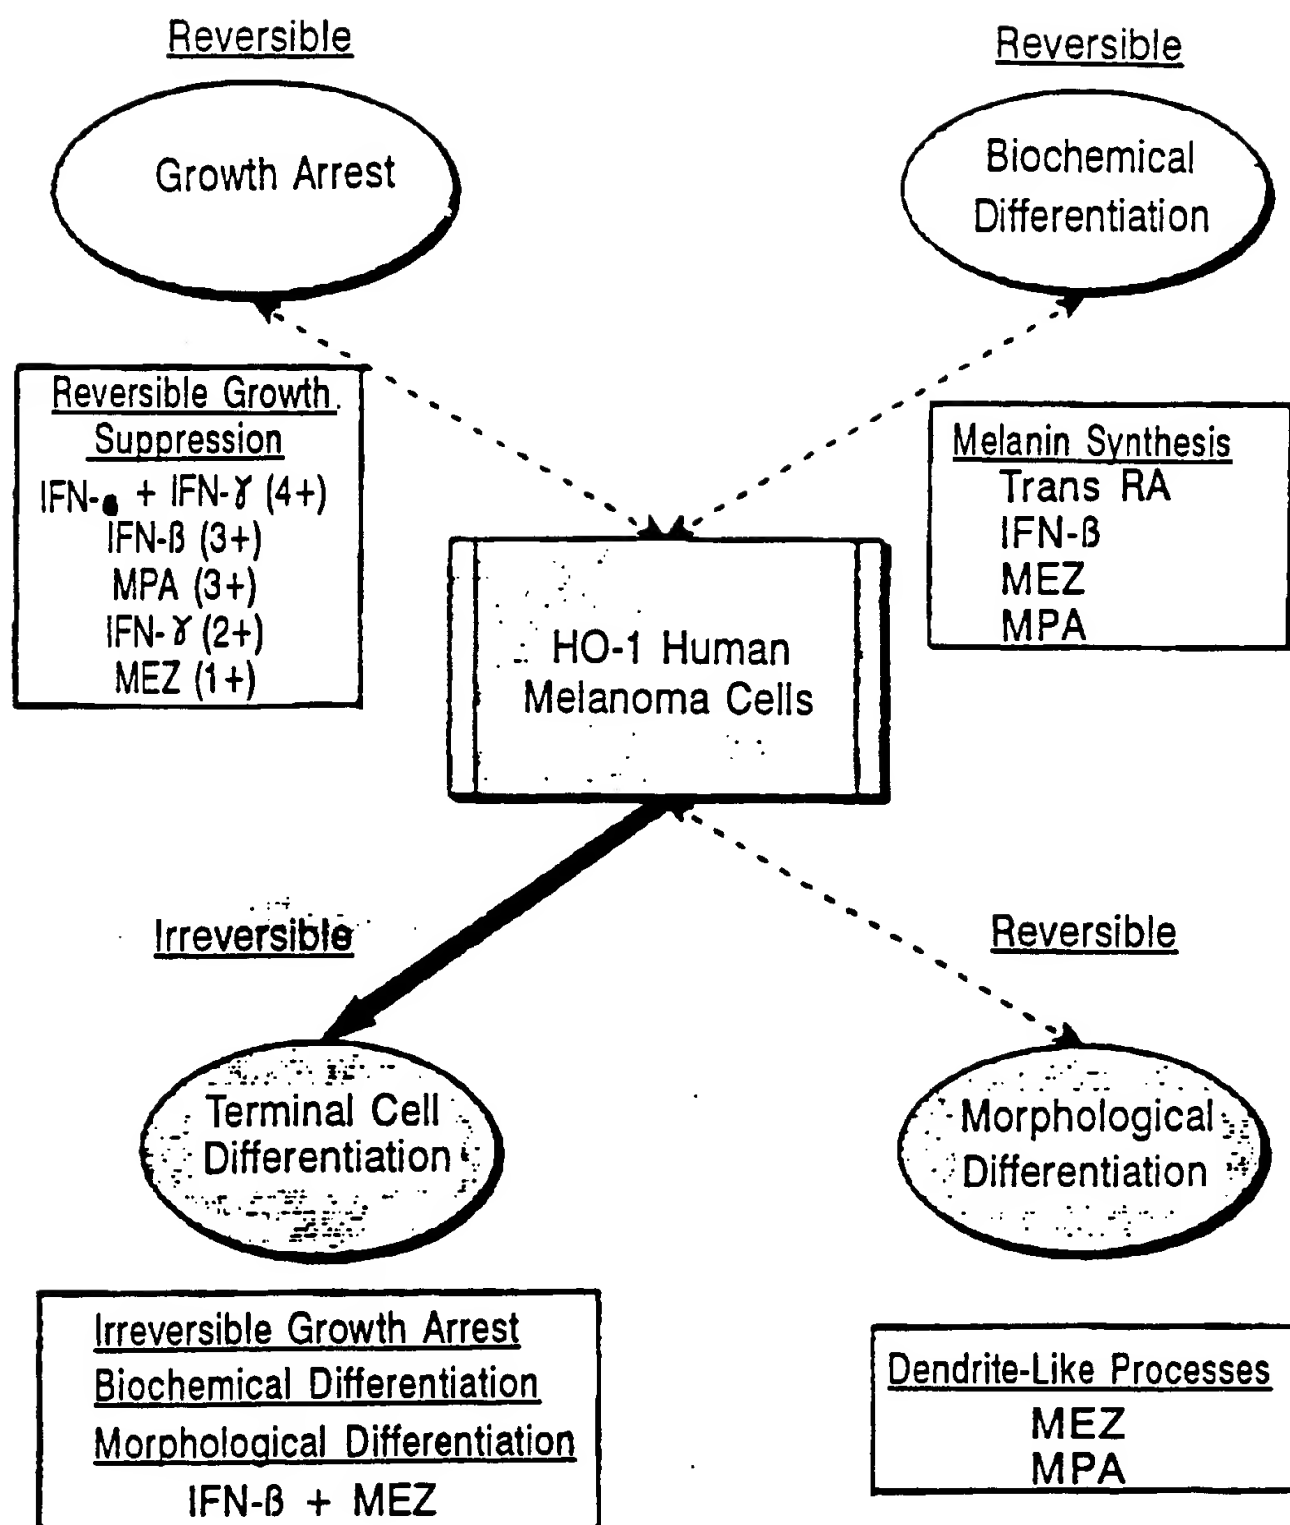 Reversible
Growth Arrest
Reversible
Biochemical
Differentiation
Reversible Growth
Suppression
IFN- + IFN-γ (4+)
IFN-ß (3+)
MPA (3+)
IFN-γ (2+)
MEZ (1+)
Melanin Synthesis
Trans RA
IFN-ß
MEZ
MPA
HO-1 Human
Melanoma Cells
Irreversible
Terminal Cell
Differentiation
Reversible
Morphological
Differentiation
Irreversible Growth Arrest
Biochemical Differentiation
Morphological Differentiation
IFN-ß + MEZ
Dendrite-Like Processes
MEZ
MPA